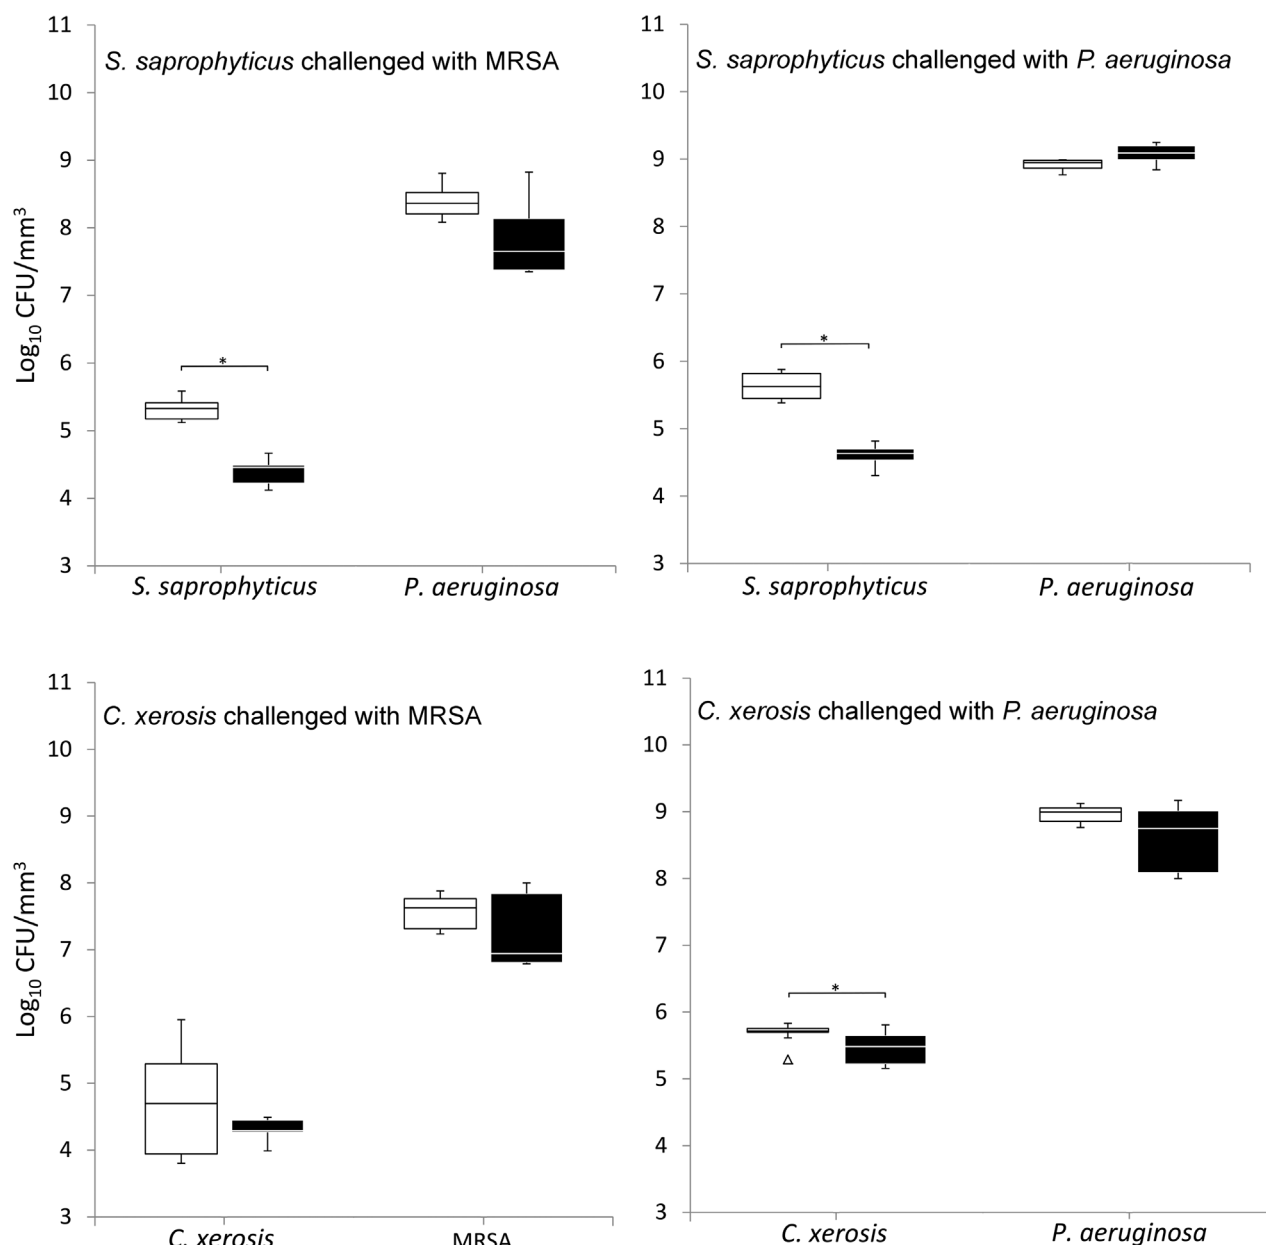 S. saprophyticus challenged with MRSA
11
10
9
8
7
6
5
4
3
Log10 CFU/mm3
*
S. saprophyticus
P. aeruginosa
S. saprophyticus challenged with P. aeruginosa
11
10
9
8
7
6
5
4
3
*
S. saprophyticus
P. aeruginosa
C. xerosis challenged with MRSA
11
10
9
8
7
6
5
4
3
Log10 CFU/mm3
C. xerosis
MRSA
C. xerosis challenged with P. aeruginosa
11
10
9
8
7
6
5
4
3
*
C. xerosis
P. aeruginosa